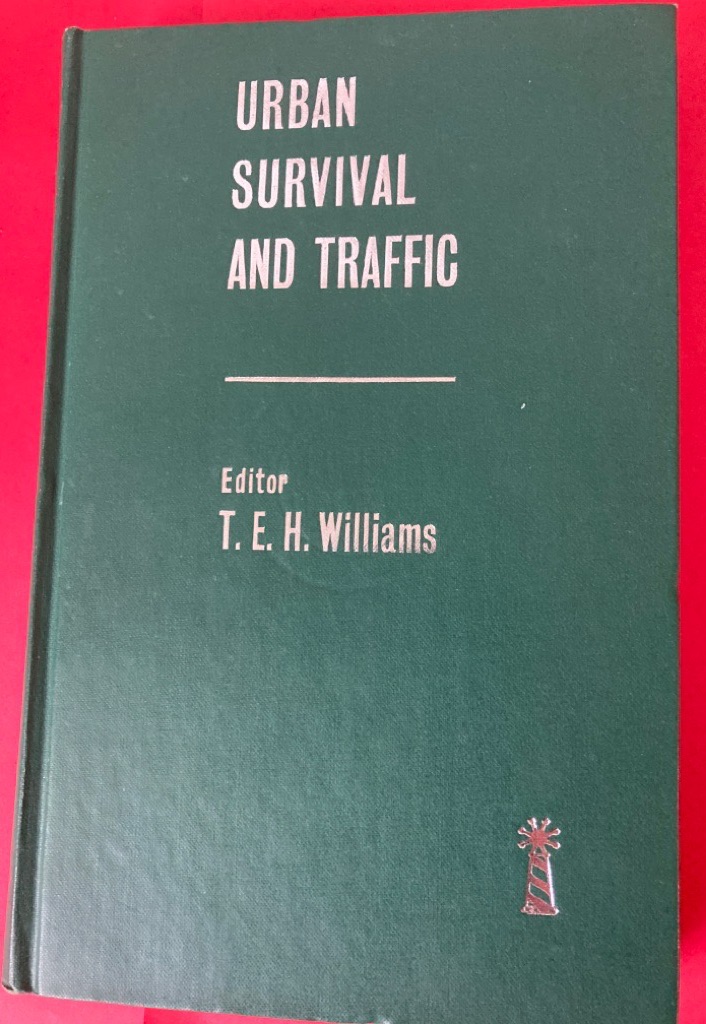 URBAN
SURVIVAL
AND TRAFFIC
Editor
T. E. H. Williams